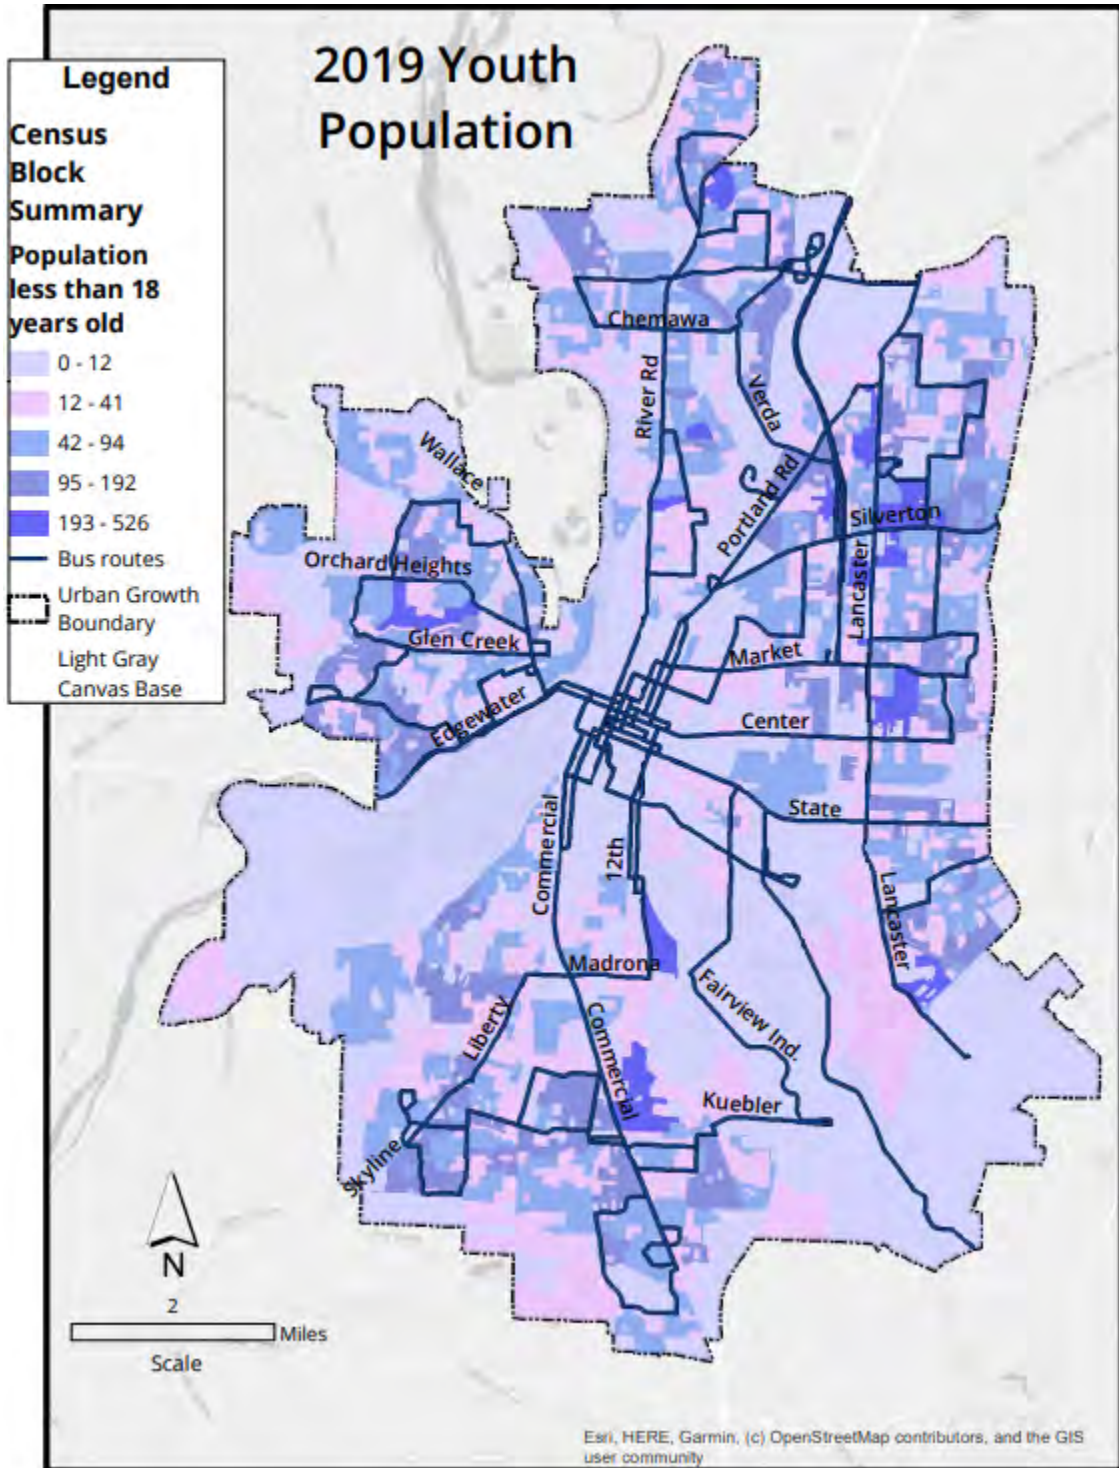 2019 Youth
Population
Legend
Census
Block
Summary
Population
less than 18
years old
0 - 12
12 - 41
42 - 94
95 - 192
193 - 526
Bus routes
Urban Growth
Boundary
Light Gray
Canvas Base
Chemawa
River Rd
Verda
Wallace
Portland Rd
Silverton
Orchard Heights
Lancaster
Glen Creek
Market
Edgewater
Center
State
Commercial
12th
Lancaster
Madrona
Fairview Ind.
Liberty
Commercial
Kuebler
Skyline
N
2
Miles
Scale
Esri, HERE, Garmin, (c) OpenStreetMap contributors, and the GIS
user community